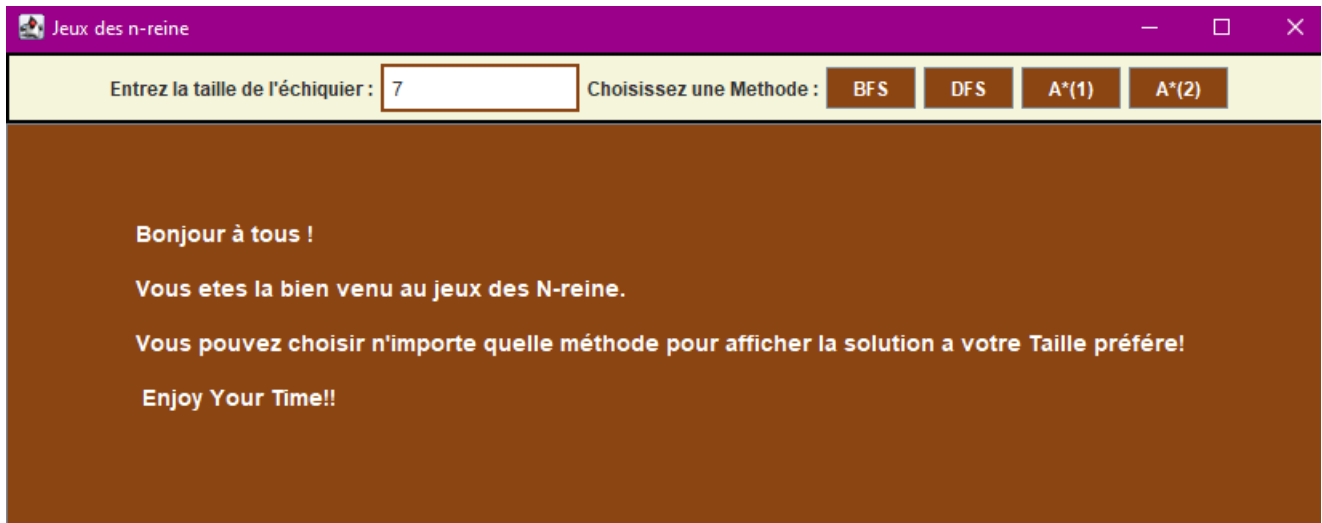 Jeux des n-reine
Entrez la taille de l'échiquier : 7 Choisissez une Methode : BFS DFS A*(1) A*(2)
Bonjour à tous !
Vous etes la bien venu au jeux des N-reine.
Vous pouvez choisir n'importe quelle méthode pour afficher la solution a votre Taille préfére!
Enjoy Your Time!!